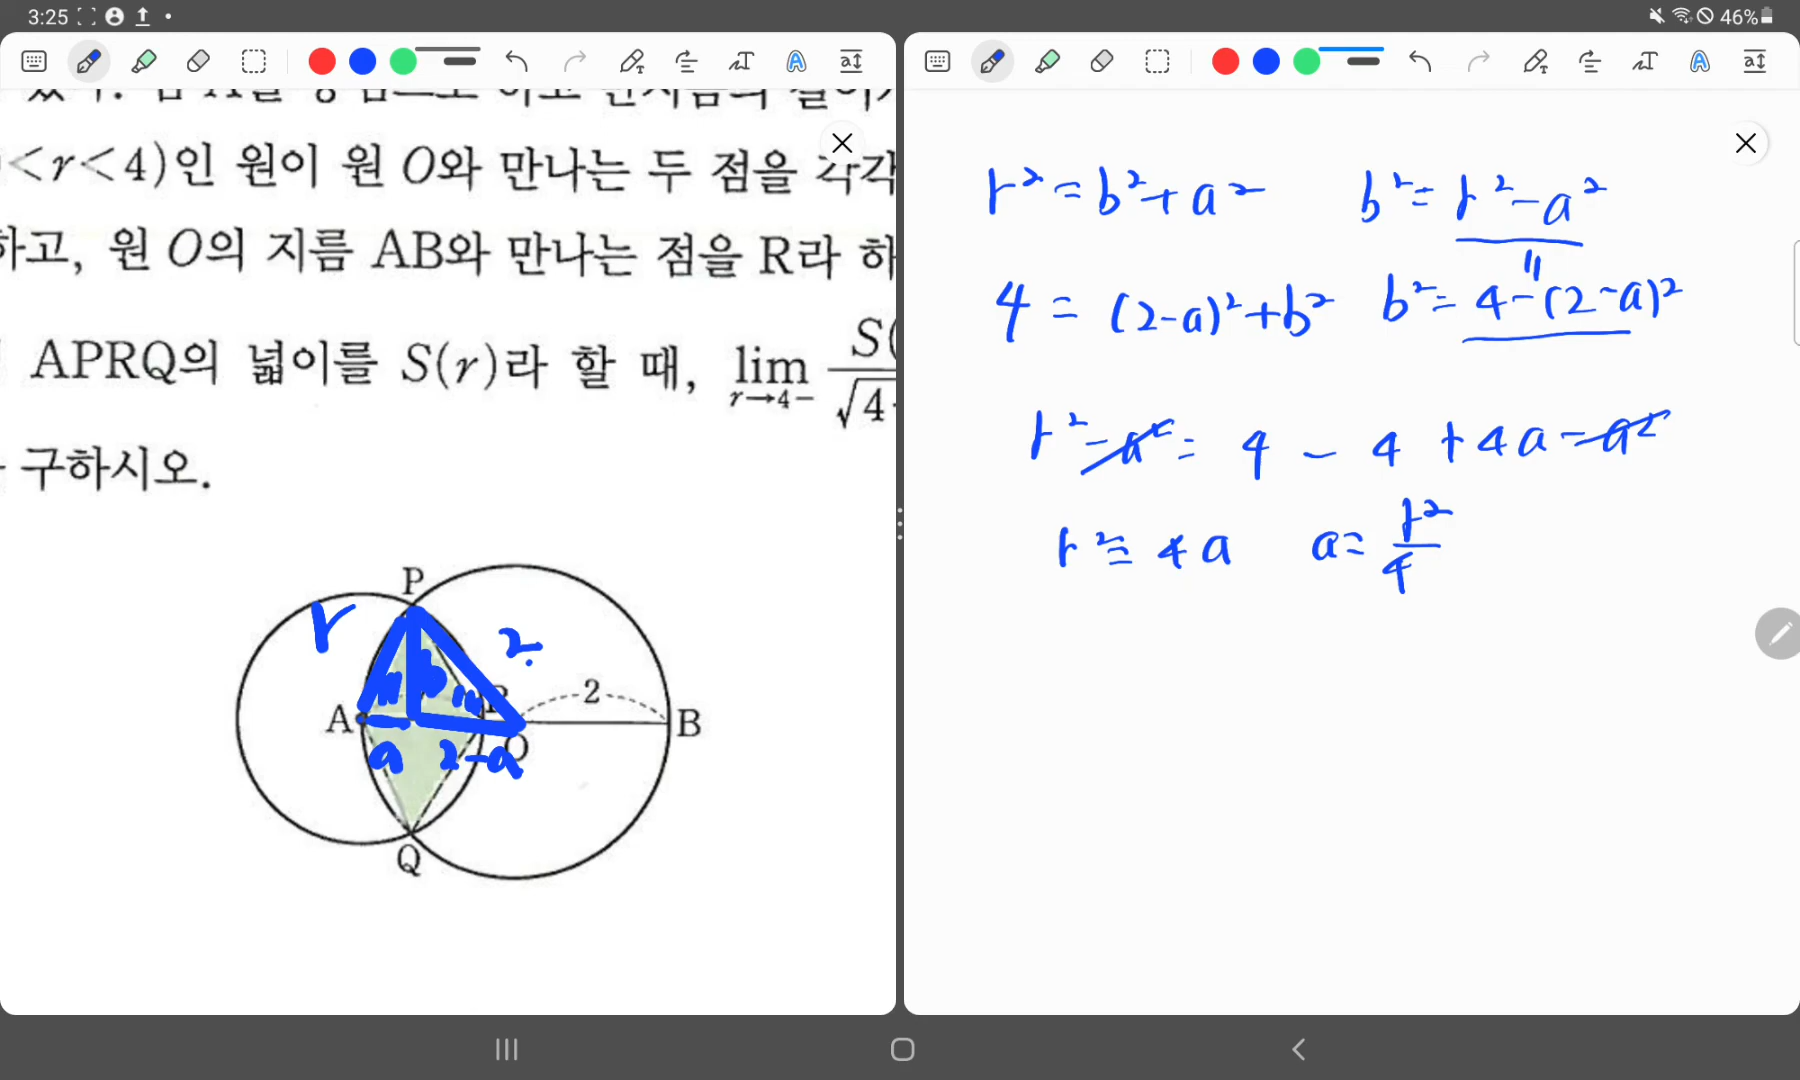 3:25
46%
<r<4)인 원이 원 O와 만나는 두 점을 각각
하고, 원 O의 지름 AB와 만나는 점을 R라 하
APRQ의 넓이를 S(r)라 할 때, lim r→4− S( √4
구하시오.
P
r
2
b
A
2
B
a
2-a
O
Q
r² = b² + a²
b² = r² - a²
4 = (2-a)² + b²
b² = 4 - (2-a)²
r² - a² = 4 - 4 + 4a - a²
r² = 4a
a = r²/4